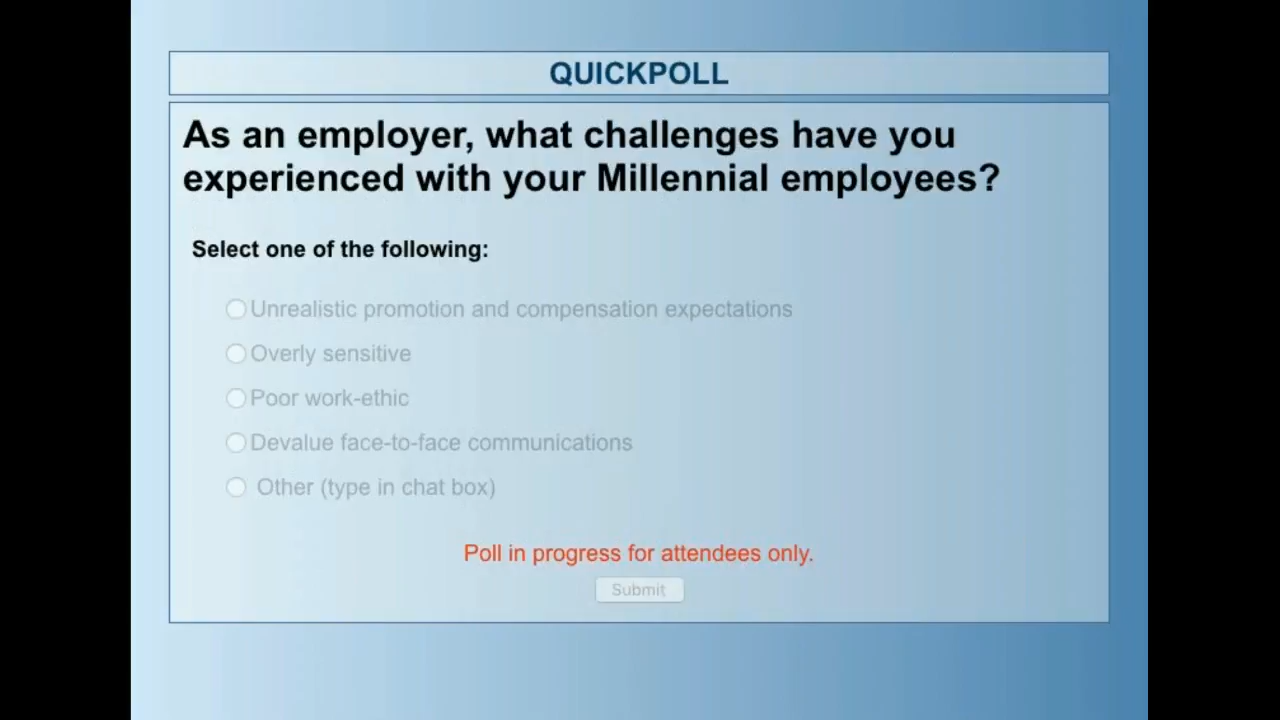 QUICKPOLL
As an employer, what challenges have you
experienced with your Millennial employees?
Select one of the following:
Unrealistic promotion and compensation expectations
Overly sensitive
Poor work-ethic
Devalue face-to-face communications
Other (type in chat box)
Poll in progress for attendees only.
Submit